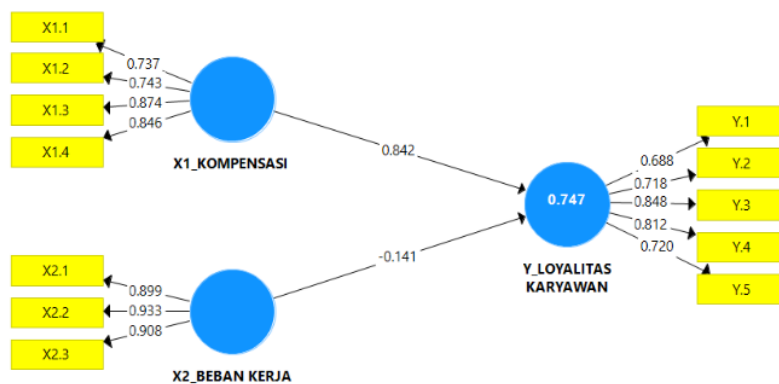 X1.1
X1.2
X1.3
X1.4
0.737
0.743
0.874
0.846
X1_KOMPENSASI
0.842
X2.1
X2.2
X2.3
0.899
0.933
0.908
X2_BEBAN KERJA
-0.141
0.747
Y_LOYALITAS
KARYAWAN
0.688
0.718
0.848
0.812
0.720
Y.1
Y.2
Y.3
Y.4
Y.5